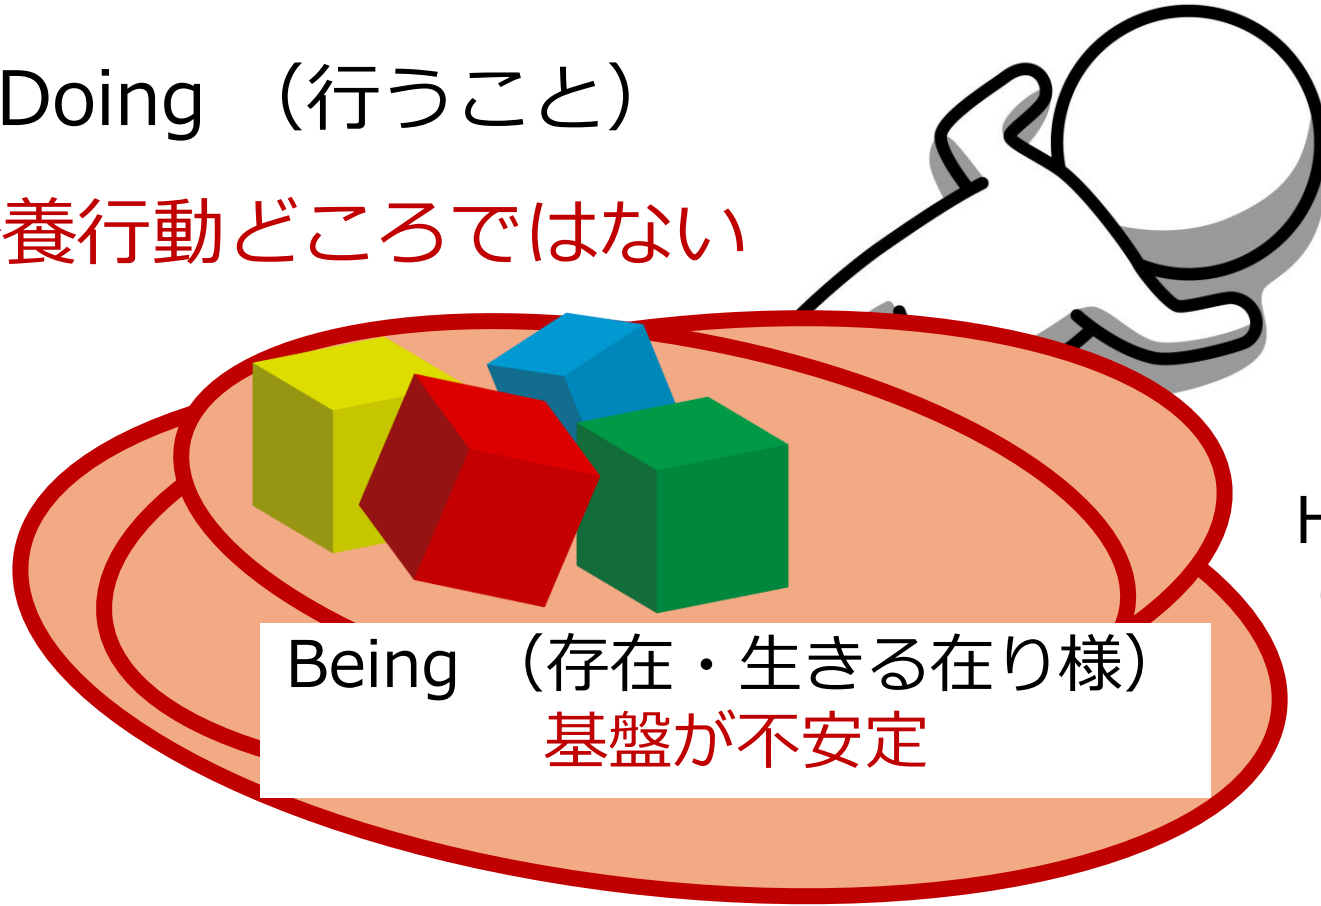 Doing （行うこと）
養行動どころではない
H
Being （存在・生きる在り様）
基盤が不安定